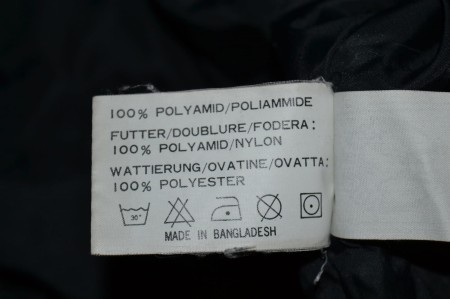 100% POLYAMID/POLIAMMIDE
FUTTER/DOUBLURE/FODERA:
100% POLYAMID/NYLON
WATTIERUNG/OVATINE/OVATTA:
100% POLYESTER
30°
MADE IN BANGLADESH